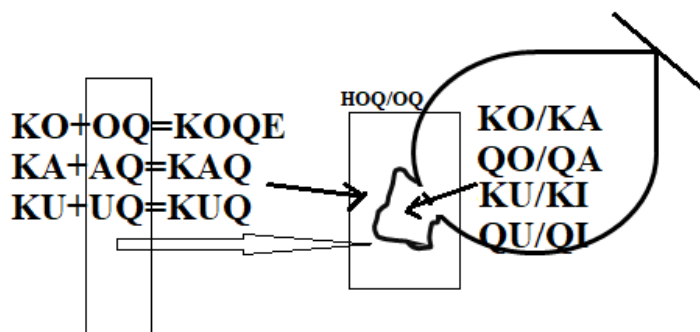 KO+OQ=KOQE
KA+AQ=KAQ
KU+UQ=KUQ
HOQ/OQ
KO/KA
QO/QA
KU/KI
QU/QI